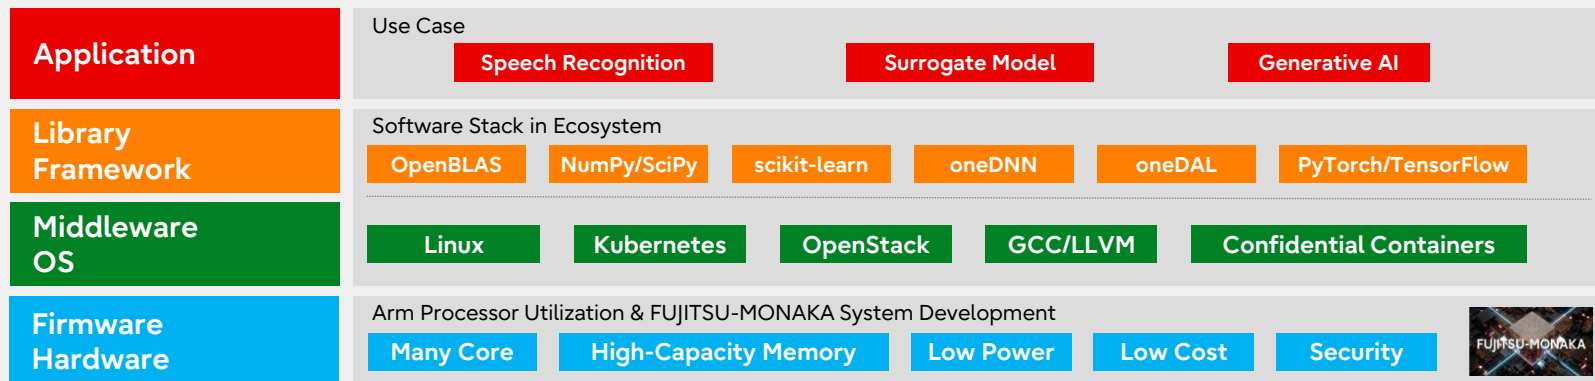 Application
Use Case
Speech Recognition
Surrogate Model
Generative AI
Library
Framework
Software Stack in Ecosystem
OpenBLAS
NumPy/SciPy
scikit-learn
oneDNN
oneDAL
PyTorch/TensorFlow
Middleware
OS
Linux
Kubernetes
OpenStack
GCC/LLVM
Confidential Containers
Firmware
Hardware
Arm Processor Utilization & FUJITSU-MONAKA System Development
Many Core
High-Capacity Memory
Low Power
Low Cost
Security
FUJITSU-MONAKA